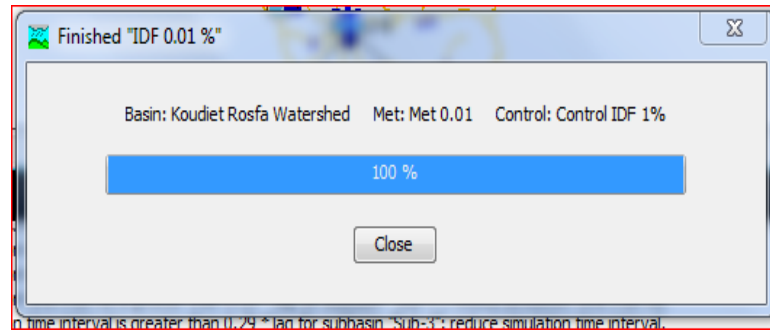 Finished "IDF 0.01 %"
Basin: Koudiet Rosfa Watershed Met: Met 0.01 Control: Control IDF 1%
100 %
Close
n time interval is greater than 0.29 * lag for subbasin "Sub-3"; reduce simulation time interval.